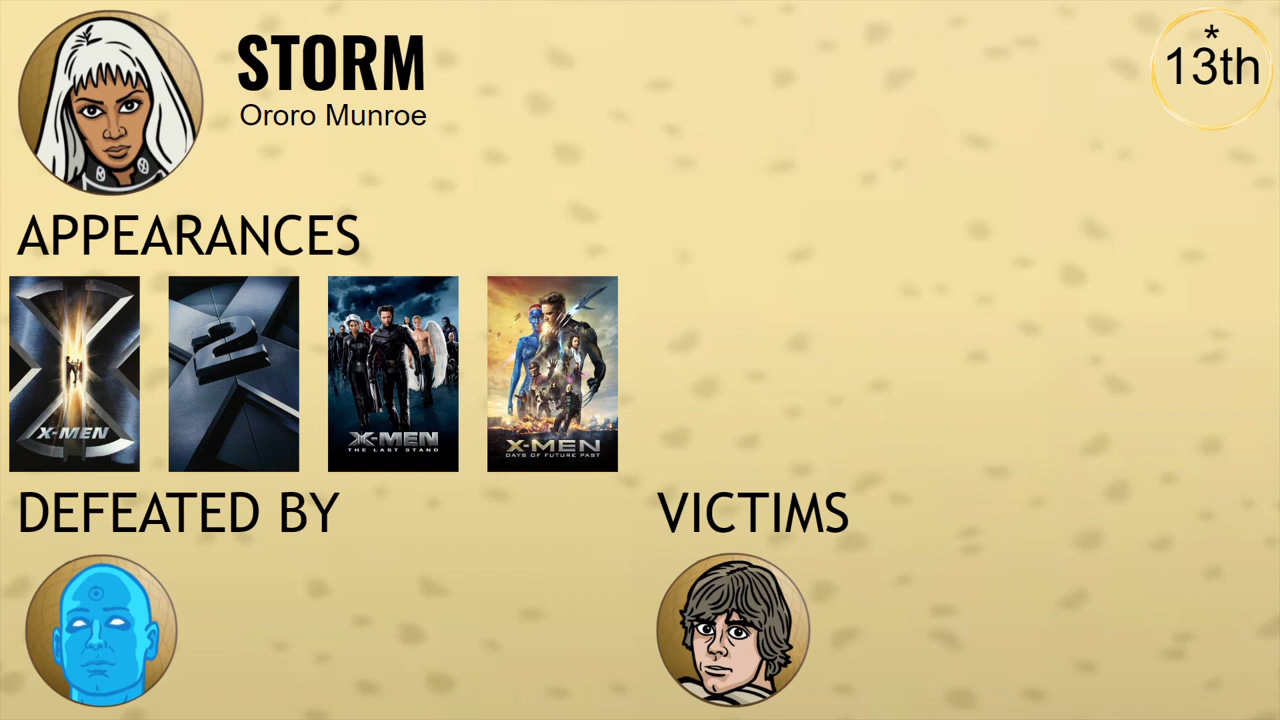 STORM
Ororo Munroe
*
13th
APPEARANCES
X-MEN
2
X-MEN
THE LAST STAND
X-MEN
DAYS OF FUTURE PAST
DEFEATED BY
VICTIMS